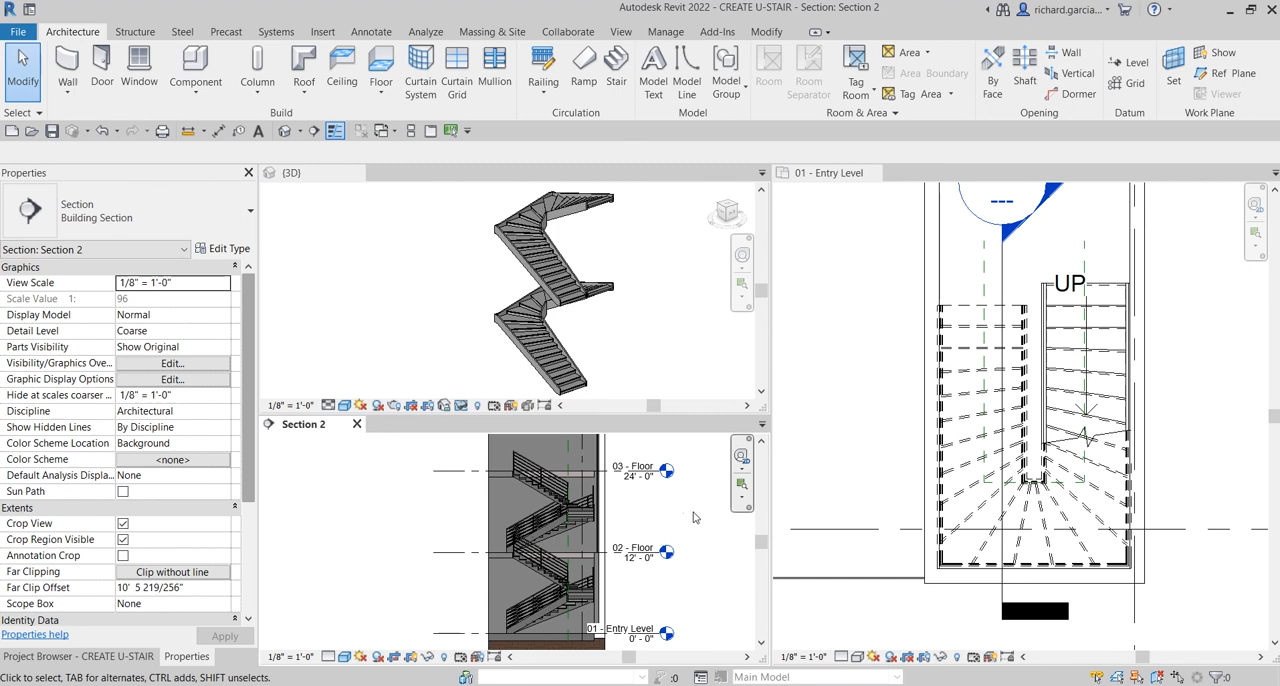 Autodesk Revit 2022 - CREATE U-STAIR - Section: Section 2
richard.garcia...
File Architecture Structure Steel Precast Systems Insert Annotate Analyze Massing & Site Collaborate View Manage Add-Ins Modify
Modify Wall Door Window Component Column Roof Ceiling Floor Curtain System Curtain Grid Mullion Railing Ramp Stair Model Text Model Line Model Group Room Room Separator Tag Room By Face Shaft Set
Area
Area Boundary
Tag Area
Wall
Vertical
Dormer
Level
Grid
Show
Ref Plane
Viewer
Select Build Circulation Model Room & Area Opening Datum Work Plane
Properties
Section
Building Section
Section: Section 2 Edit Type
Graphics
View Scale 1/8" = 1'-0"
Scale Value 1: 96
Display Model Normal
Detail Level Coarse
Parts Visibility Show Original
Visibility/Graphics Ove... Edit...
Graphic Display Options Edit...
Hide at scales coarser ... 1/8" = 1'-0"
Discipline Architectural
Show Hidden Lines By Discipline
Color Scheme Location Background
Color Scheme <none>
Default Analysis Displa... None
Sun Path
Extents
Crop View
Crop Region Visible
Annotation Crop
Far Clipping Clip without line
Far Clip Offset 10' 5 219/256"
Scope Box None
Identity Data
Properties help Apply
Project Browser - CREATE U-STAIR Properties
{3D}
1/8" = 1'-0"
Section 2
03 - Floor
24' - 0"
02 - Floor
12' - 0"
01 - Entry Level
0' - 0"
1/8" = 1'-0"
01 - Entry Level
---
UP
1/8" = 1'-0"
Click to select, TAB for alternates, CTRL adds, SHIFT unselects.
:0
Main Model
:0